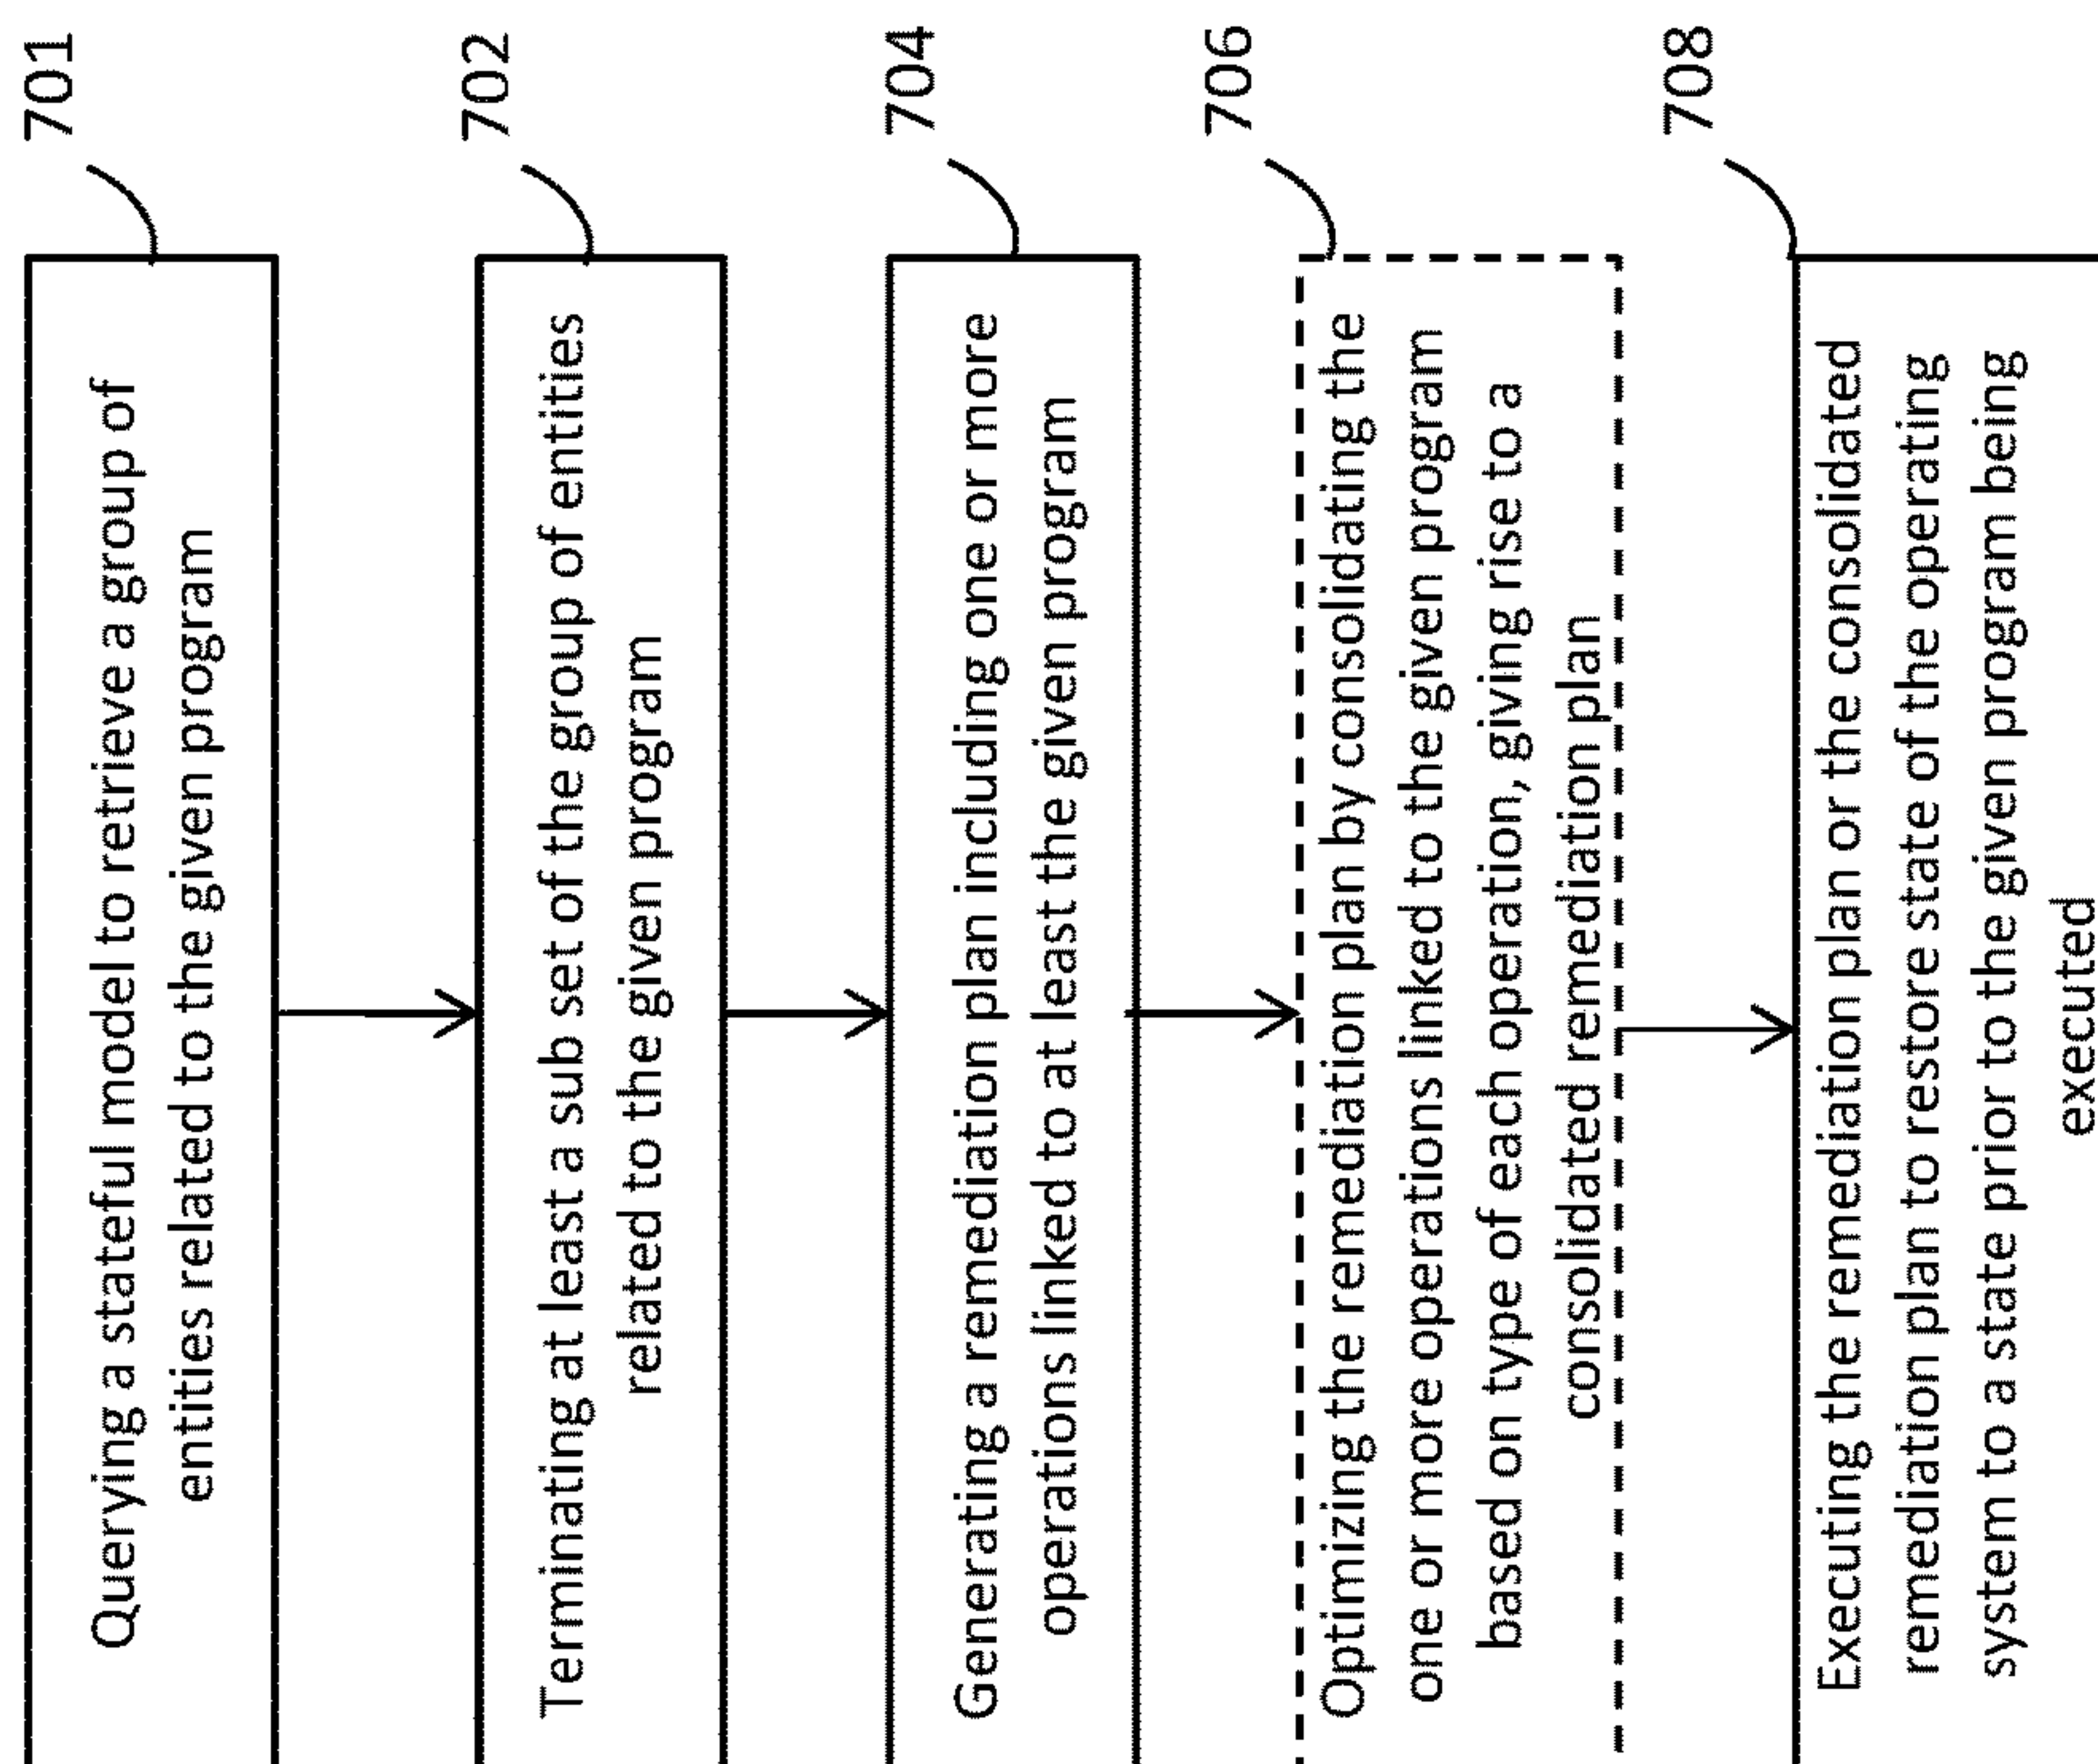 701
Querying a stateful model to retrieve a group of
entities related to the given program
702
Terminating at least a sub set of the group of entities
related to the given program
704
Generating a remediation plan including one or more
operations linked to at least the given program
706
Optimizing the remediation plan by consolidating the
one or more operations linked to the given program
based on type of each operation, giving rise to a
consolidated remediation plan
708
Executing the remediation plan or the consolidated
remediation plan to restore state of the operating
system to a state prior to the given program being
executed